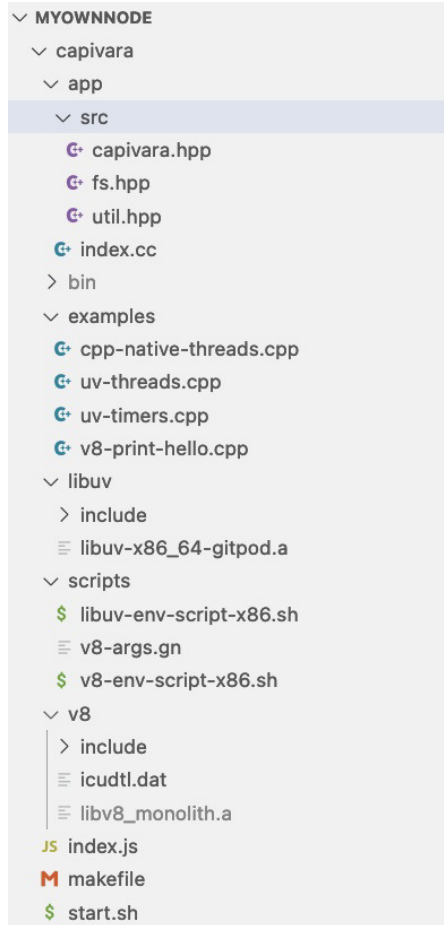 MYOWNNODE
capivara
app
src
capivara.hpp
fs.hpp
util.hpp
index.cc
bin
examples
cpp-native-threads.cpp
uv-threads.cpp
uv-timers.cpp
v8-print-hello.cpp
libuv
include
libuv-x86_64-gitpod.a
scripts
$ libuv-env-script-x86.sh
v8-args.gn
$ v8-env-script-x86.sh
v8
include
icudtl.dat
libv8_monolith.a
JS index.js
M makefile
$ start.sh